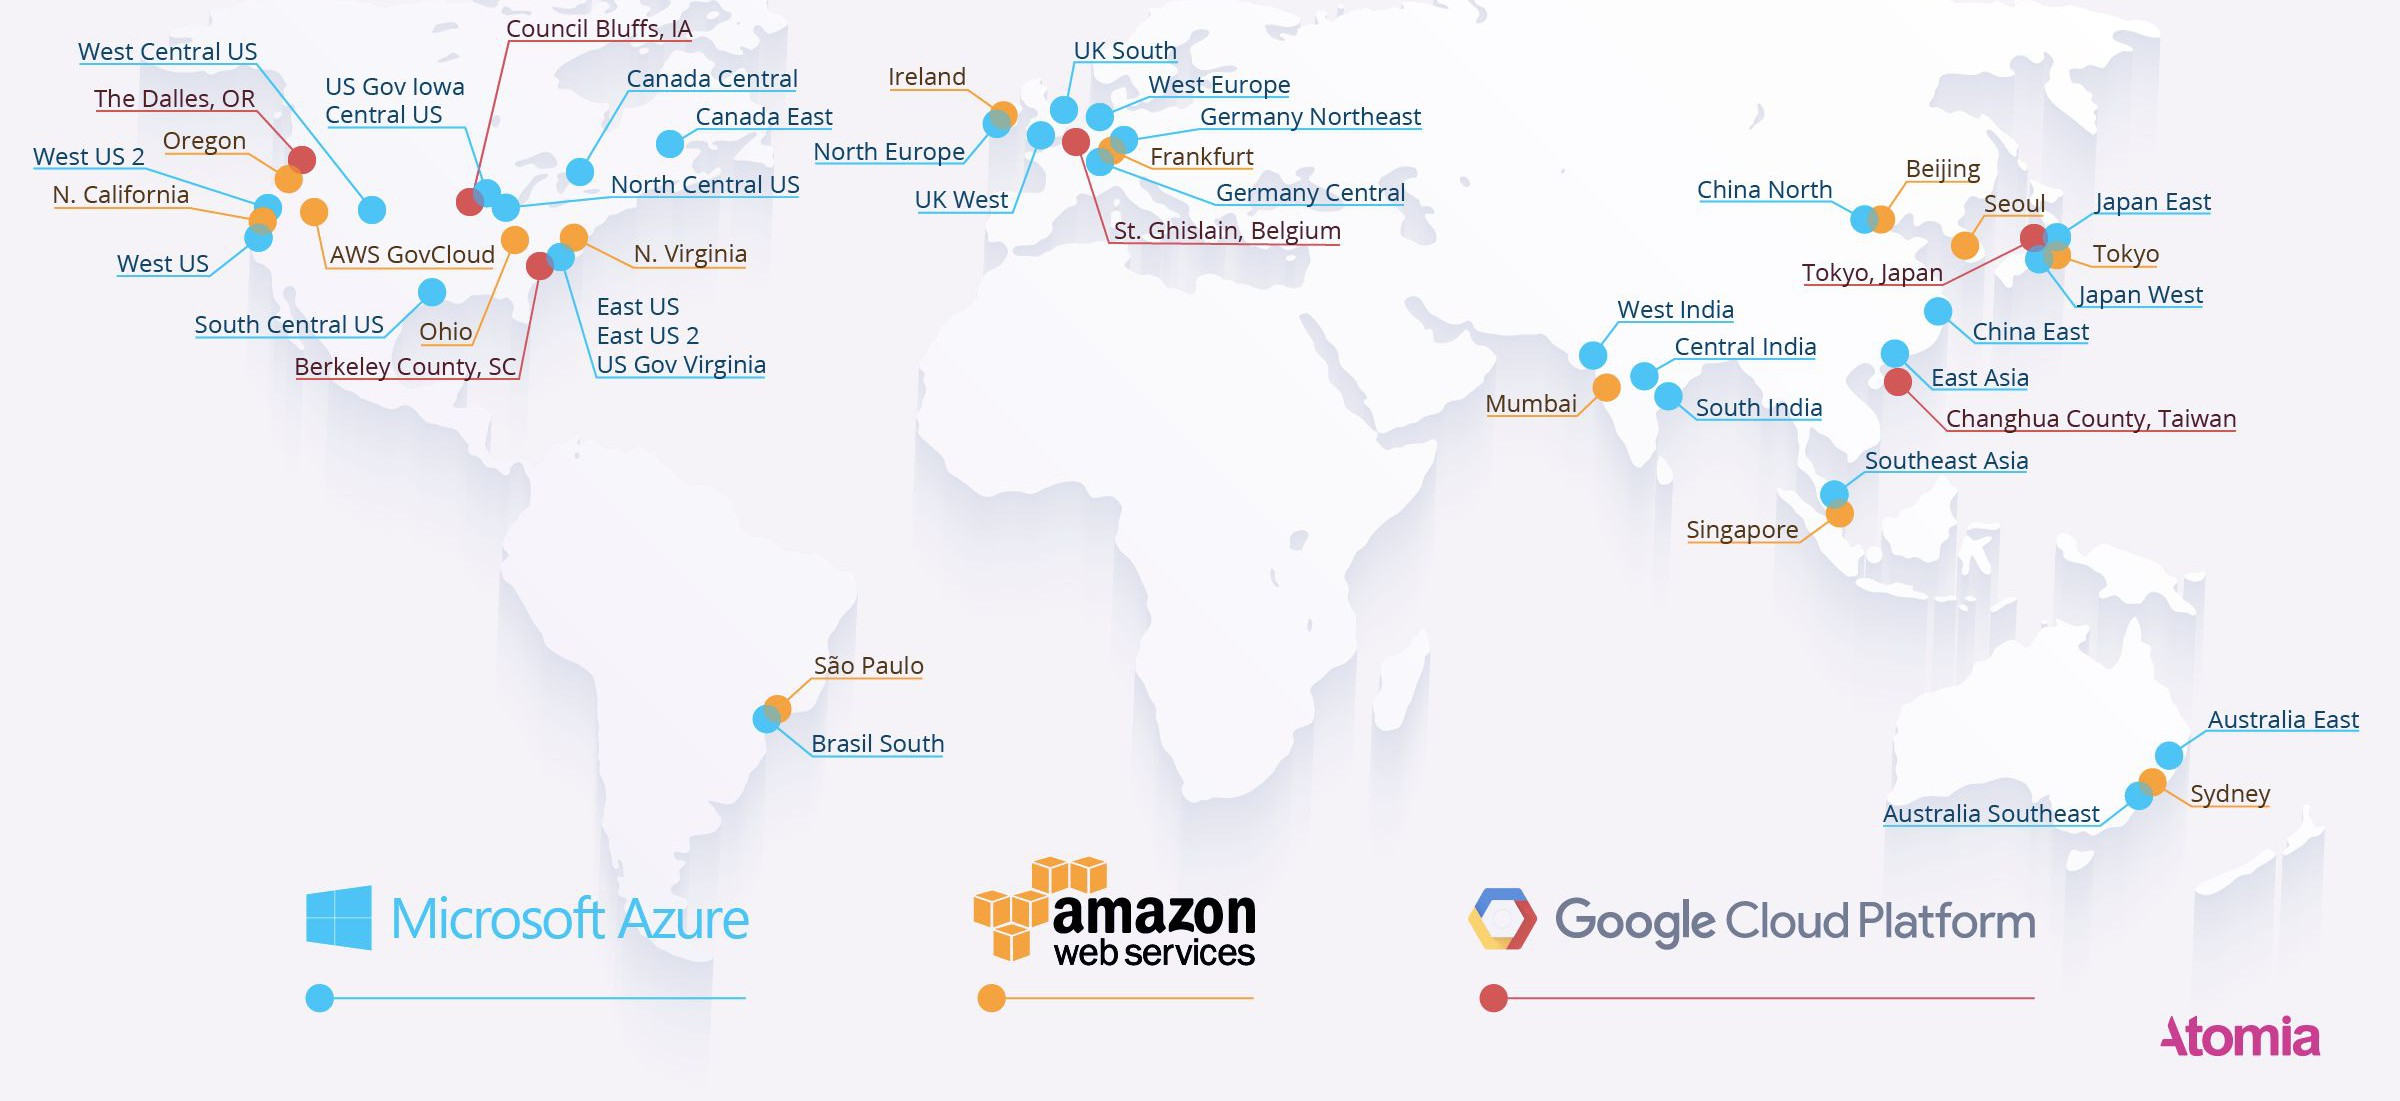 Council Bluffs, IA
West Central US
US Gov Iowa
Central US
Canada Central
The Dalles, OR
Canada East
Oregon
West US 2
North Central US
N. California
AWS GovCloud
N. Virginia
West US
East US
East US 2
US Gov Virginia
South Central US
Ohio
Berkeley County, SC
UK South
Ireland
West Europe
Germany Northeast
North Europe
Frankfurt
UK West
Germany Central
St. Ghislain, Belgium
Beijing
China North
Seoul
Japan East
Tokyo
Tokyo, Japan
Japan West
West India
China East
Central India
East Asia
Mumbai
South India
Changhua County, Taiwan
Southeast Asia
Singapore
São Paulo
Brasil South
Australia East
Sydney
Australia Southeast
Microsoft Azure
amazon
web services
Google Cloud Platform
Atomia